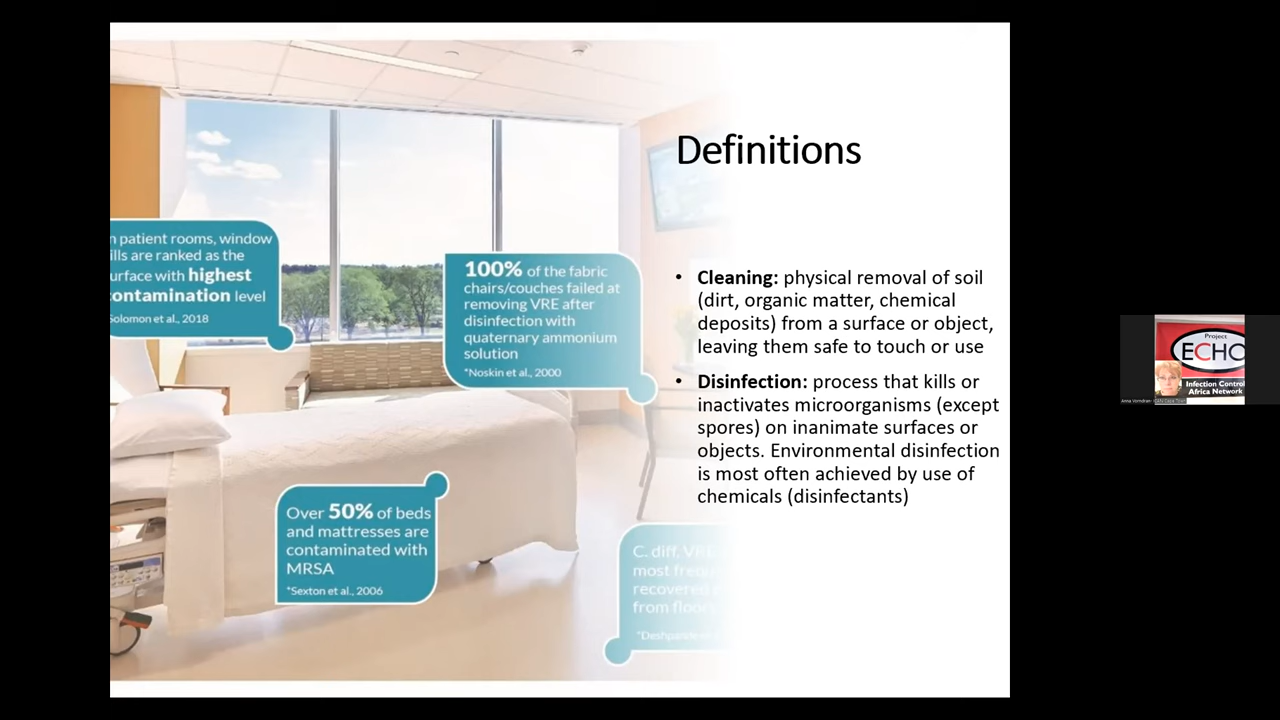 Definitions
n patient rooms, window
ills are ranked as the
urface with highest
ontamination level
Solomon et al., 2018
100% of the fabric
chairs/couches failed at
removing VRE after
disinfection with
quaternary ammonium
solution
*Noskin et al., 2000
Over 50% of beds
and mattresses are
contaminated with
MRSA
*Sexton et al., 2006
C. diff, VRE,
most
recovered
from floors
• Cleaning: physical removal of soil
(dirt, organic matter, chemical
deposits) from a surface or object,
leaving them safe to touch or use
• Disinfection: process that kills or
inactivates microorganisms (except
spores) on inanimate surfaces or
objects. Environmental disinfection
is most often achieved by use of
chemicals (disinfectants)
Project
ECHO
Infection Control
Africa Network